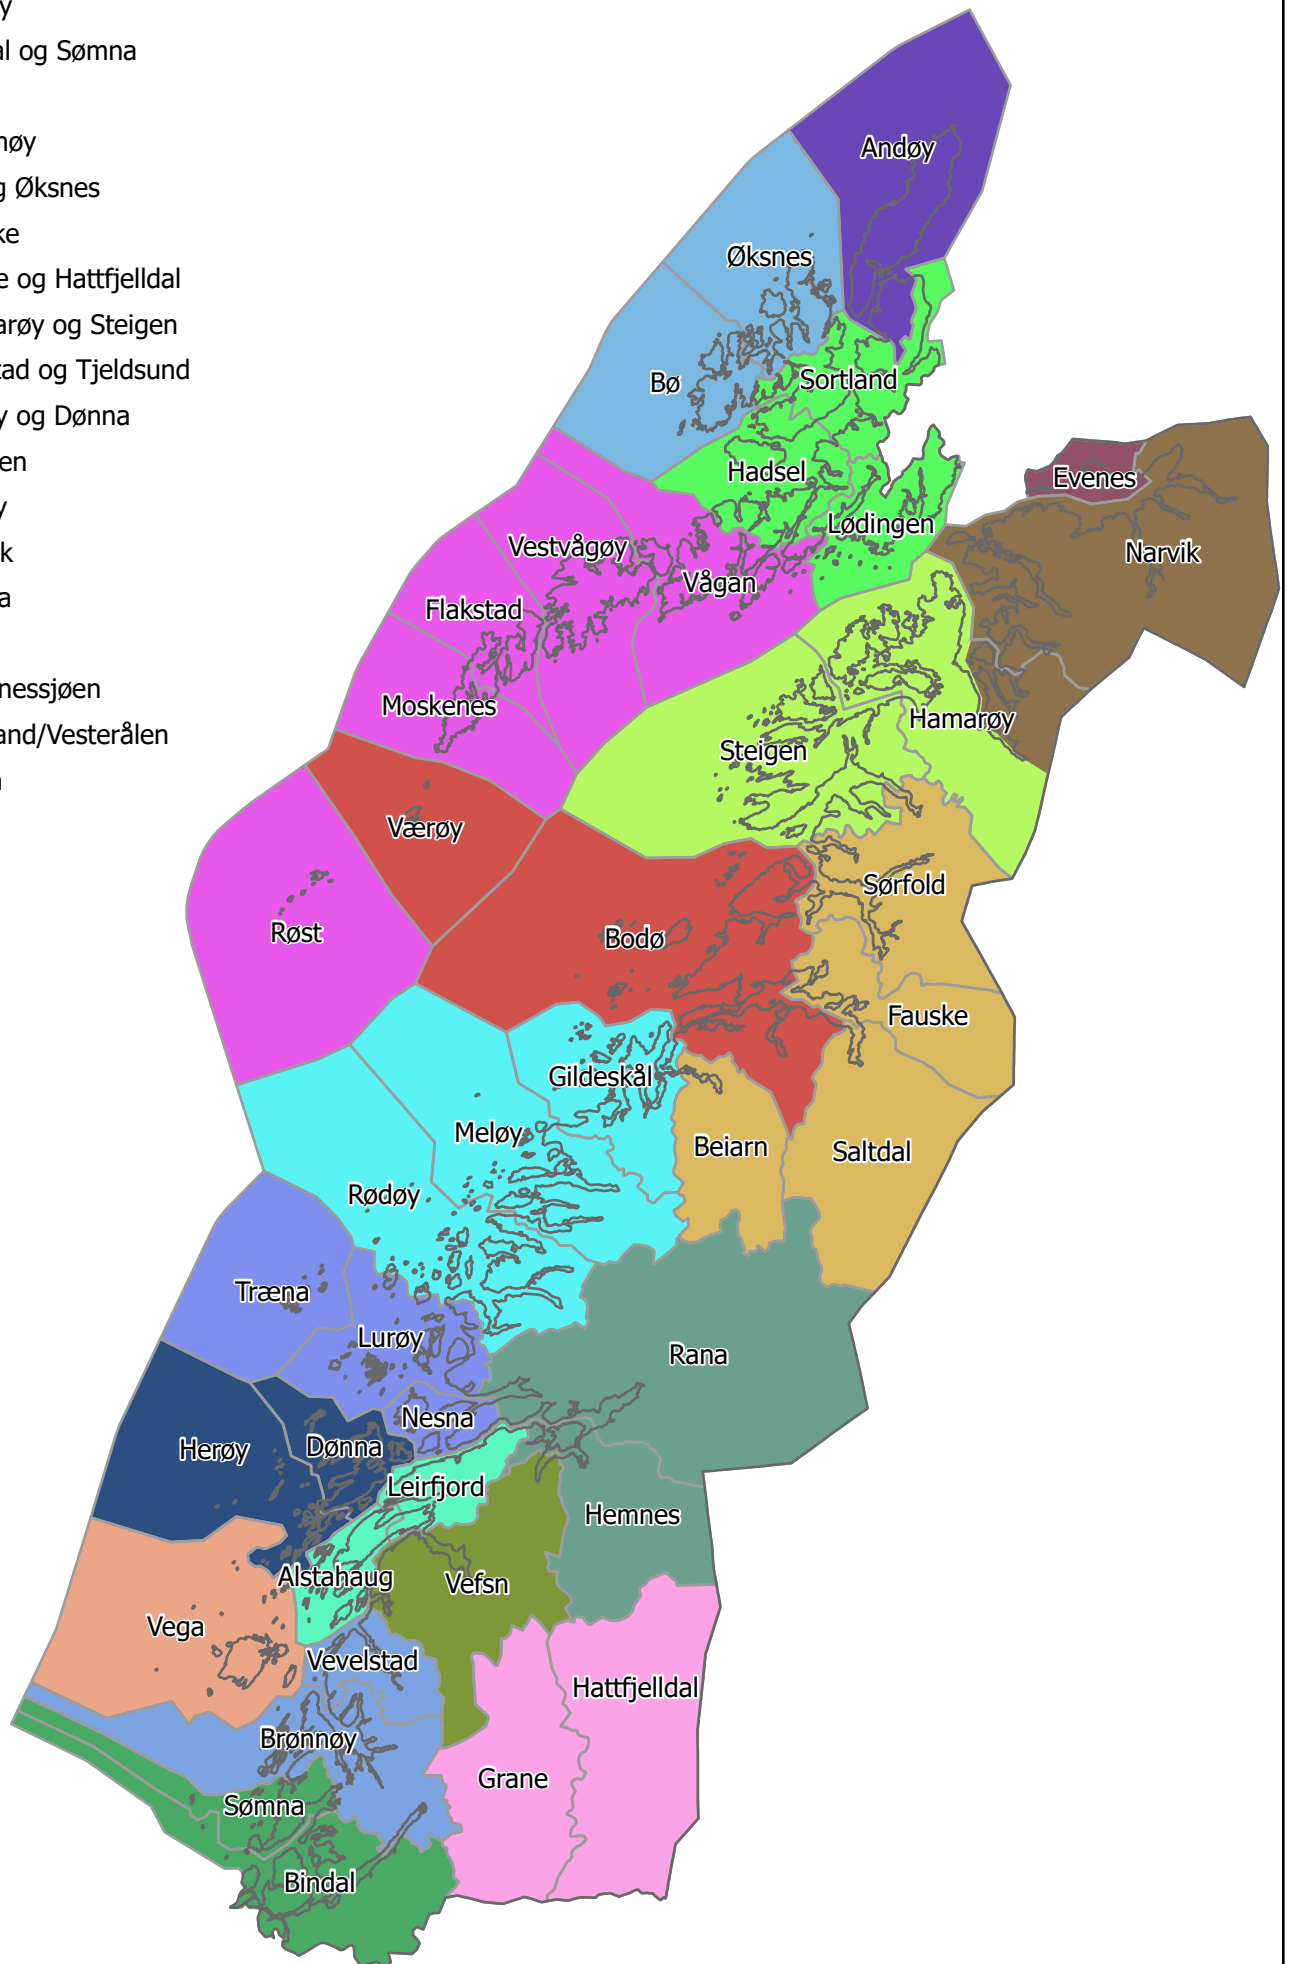 y
al og Sømna
nøy
g Øksnes
ke
e og Hattfjelldal
arøy og Steigen
tad og Tjeldsund
y og Dønna
en
y
k
a
nessjøen
and/Vesterålen
Andøy
Øksnes
Bø
Sortland
Hadsel
Evenes
Lødingen
Narvik
Vestvågøy
Vågan
Flakstad
Moskenes
Hamarøy
Steigen
Værøy
Sørfold
Røst
Bodø
Fauske
Gildeskål
Meløy
Beiarn
Saltdal
Rødøy
Træna
Lurøy
Rana
Nesna
Herøy
Dønna
Leirfjord
Hemnes
Alstahaug
Vefsn
Vega
Vevelstad
Hattfjelldal
Brønnøy
Grane
Sømna
Bindal